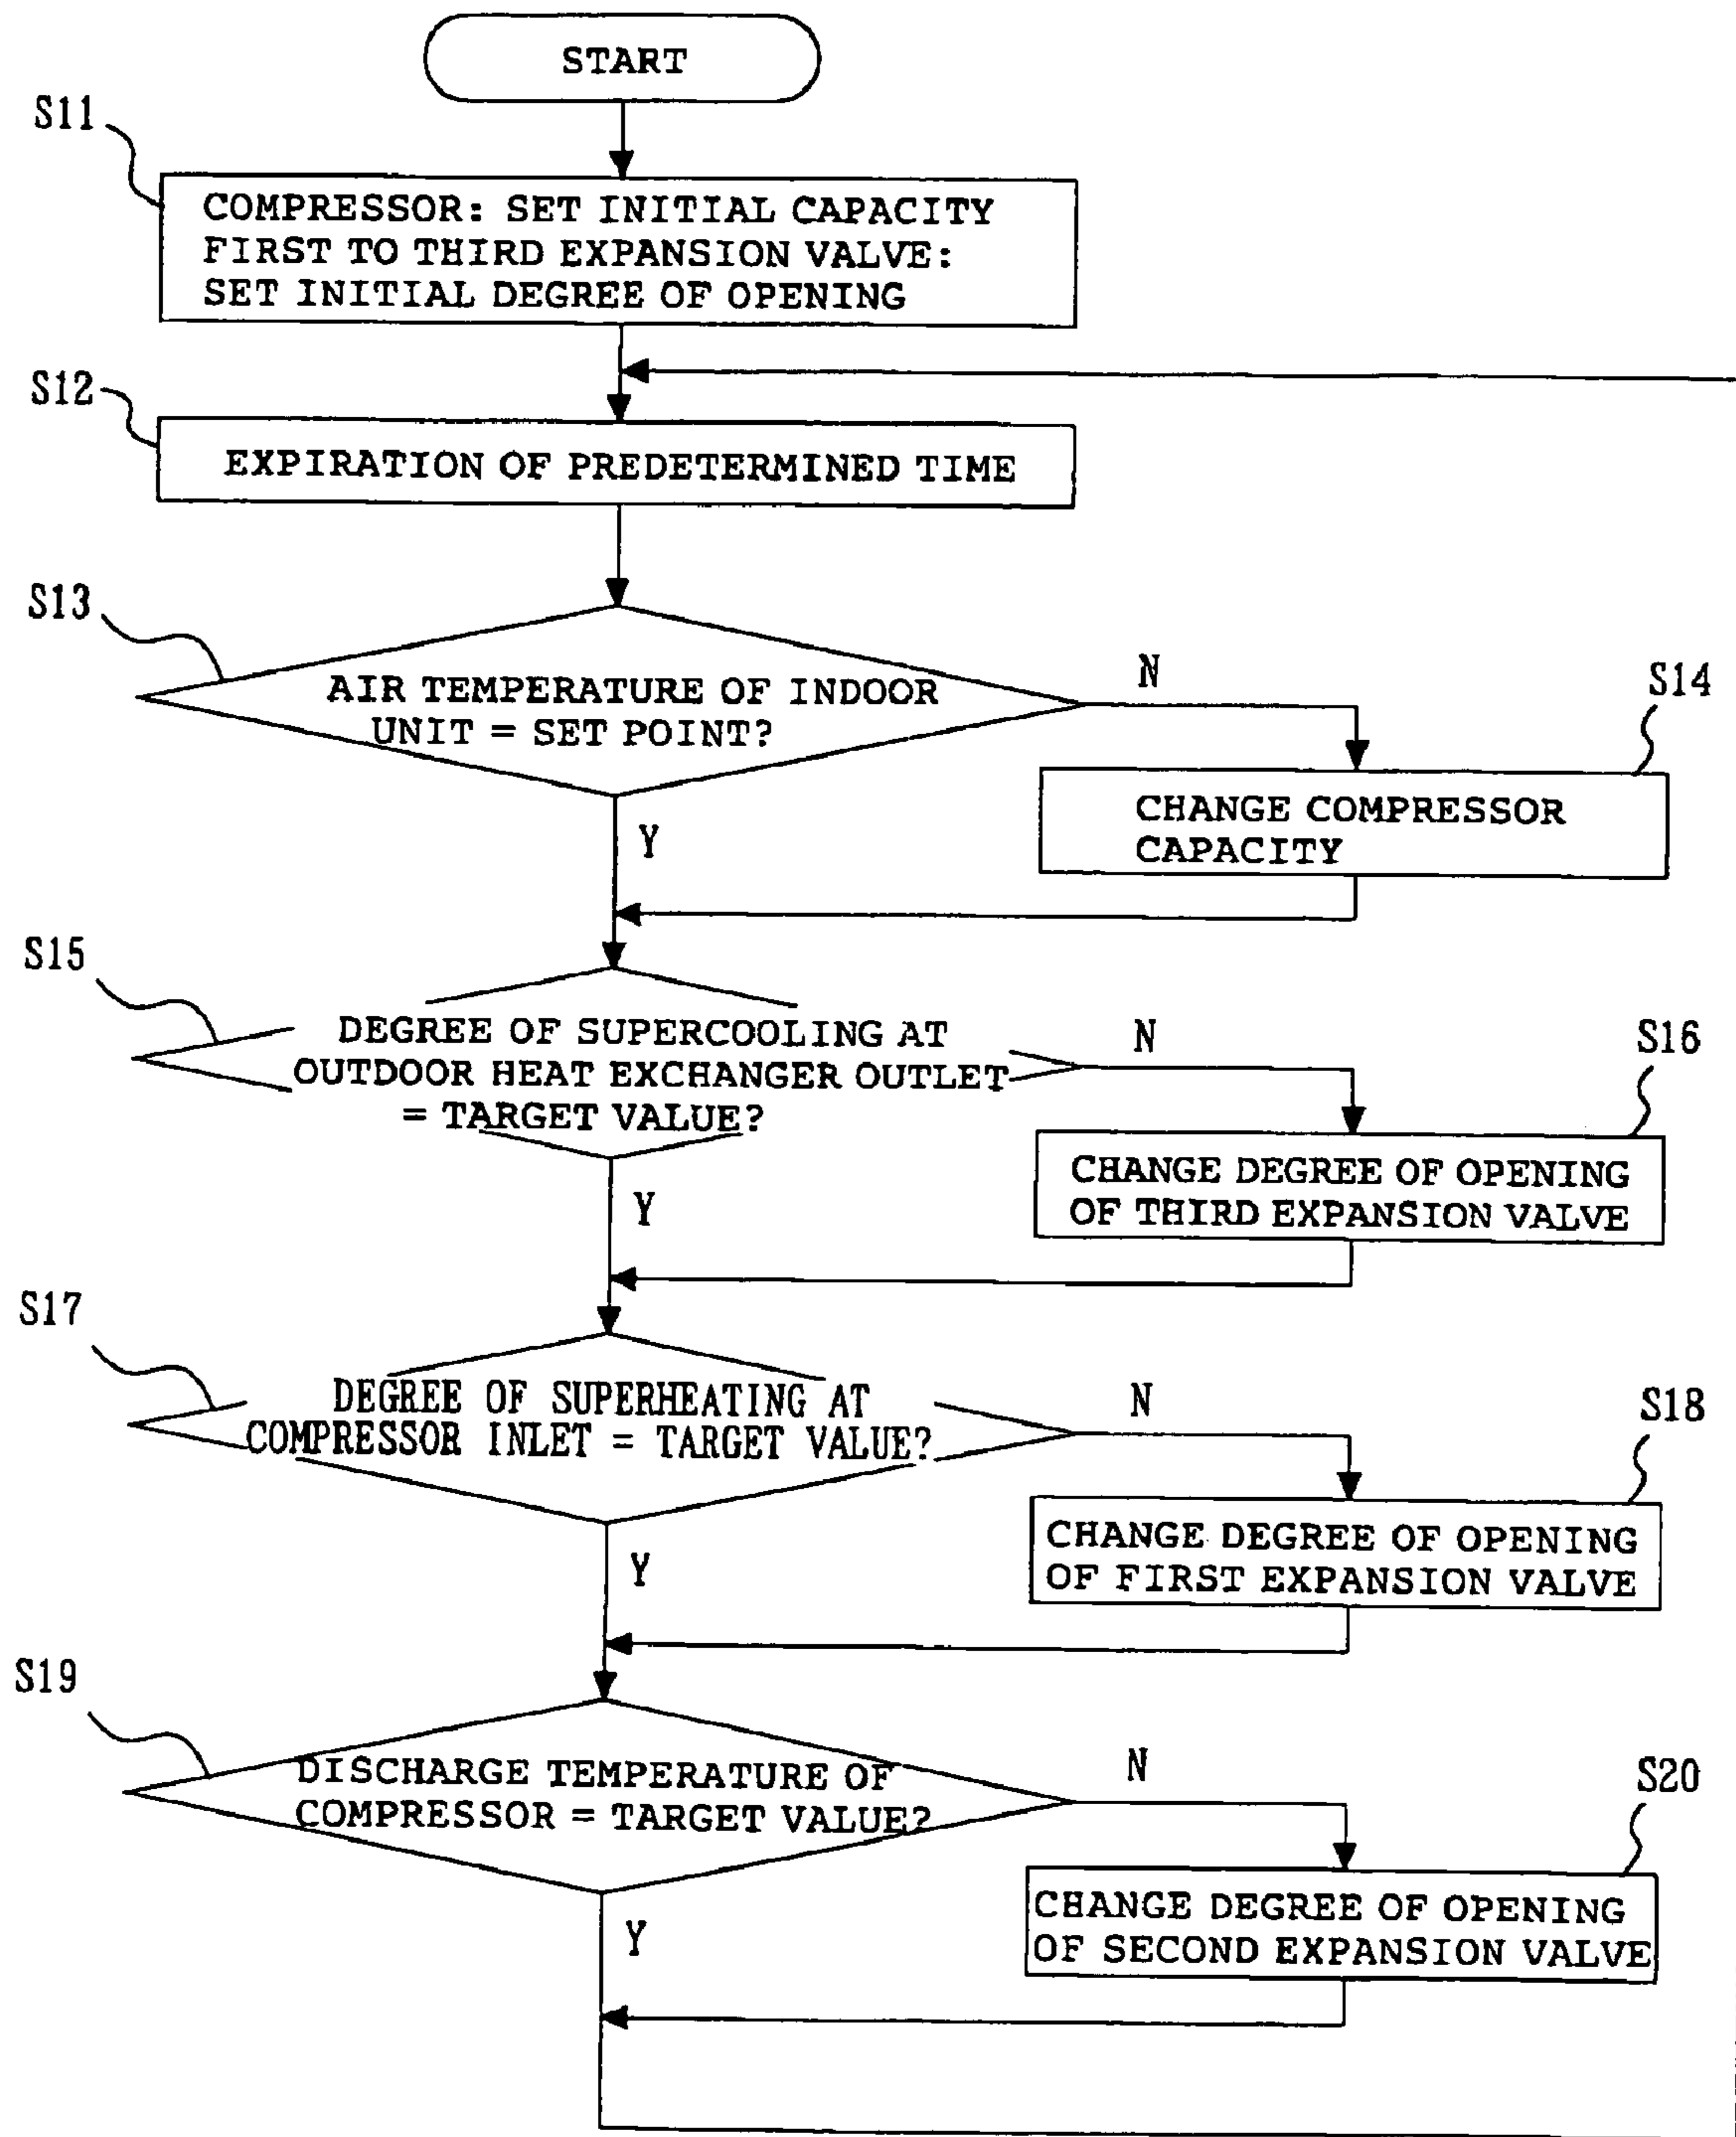 START
S11
COMPRESSOR: SET INITIAL CAPACITY
FIRST TO THIRD EXPANSION VALVE:
SET INITIAL DEGREE OF OPENING
S12
EXPIRATION OF PREDETERMINED TIME
S13
AIR TEMPERATURE OF INDOOR
UNIT = SET POINT?
N
S14
CHANGE COMPRESSOR
CAPACITY
Y
S15
DEGREE OF SUPERCOOLING AT
OUTDOOR HEAT EXCHANGER OUTLET
= TARGET VALUE?
N
S16
CHANGE DEGREE OF OPENING
OF THIRD EXPANSION VALVE
Y
S17
DEGREE OF SUPERHEATING AT
COMPRESSOR INLET = TARGET VALUE?
N
S18
CHANGE DEGREE OF OPENING
OF FIRST EXPANSION VALVE
Y
S19
DISCHARGE TEMPERATURE OF
COMPRESSOR = TARGET VALUE?
N
S20
CHANGE DEGREE OF OPENING
OF SECOND EXPANSION VALVE
Y